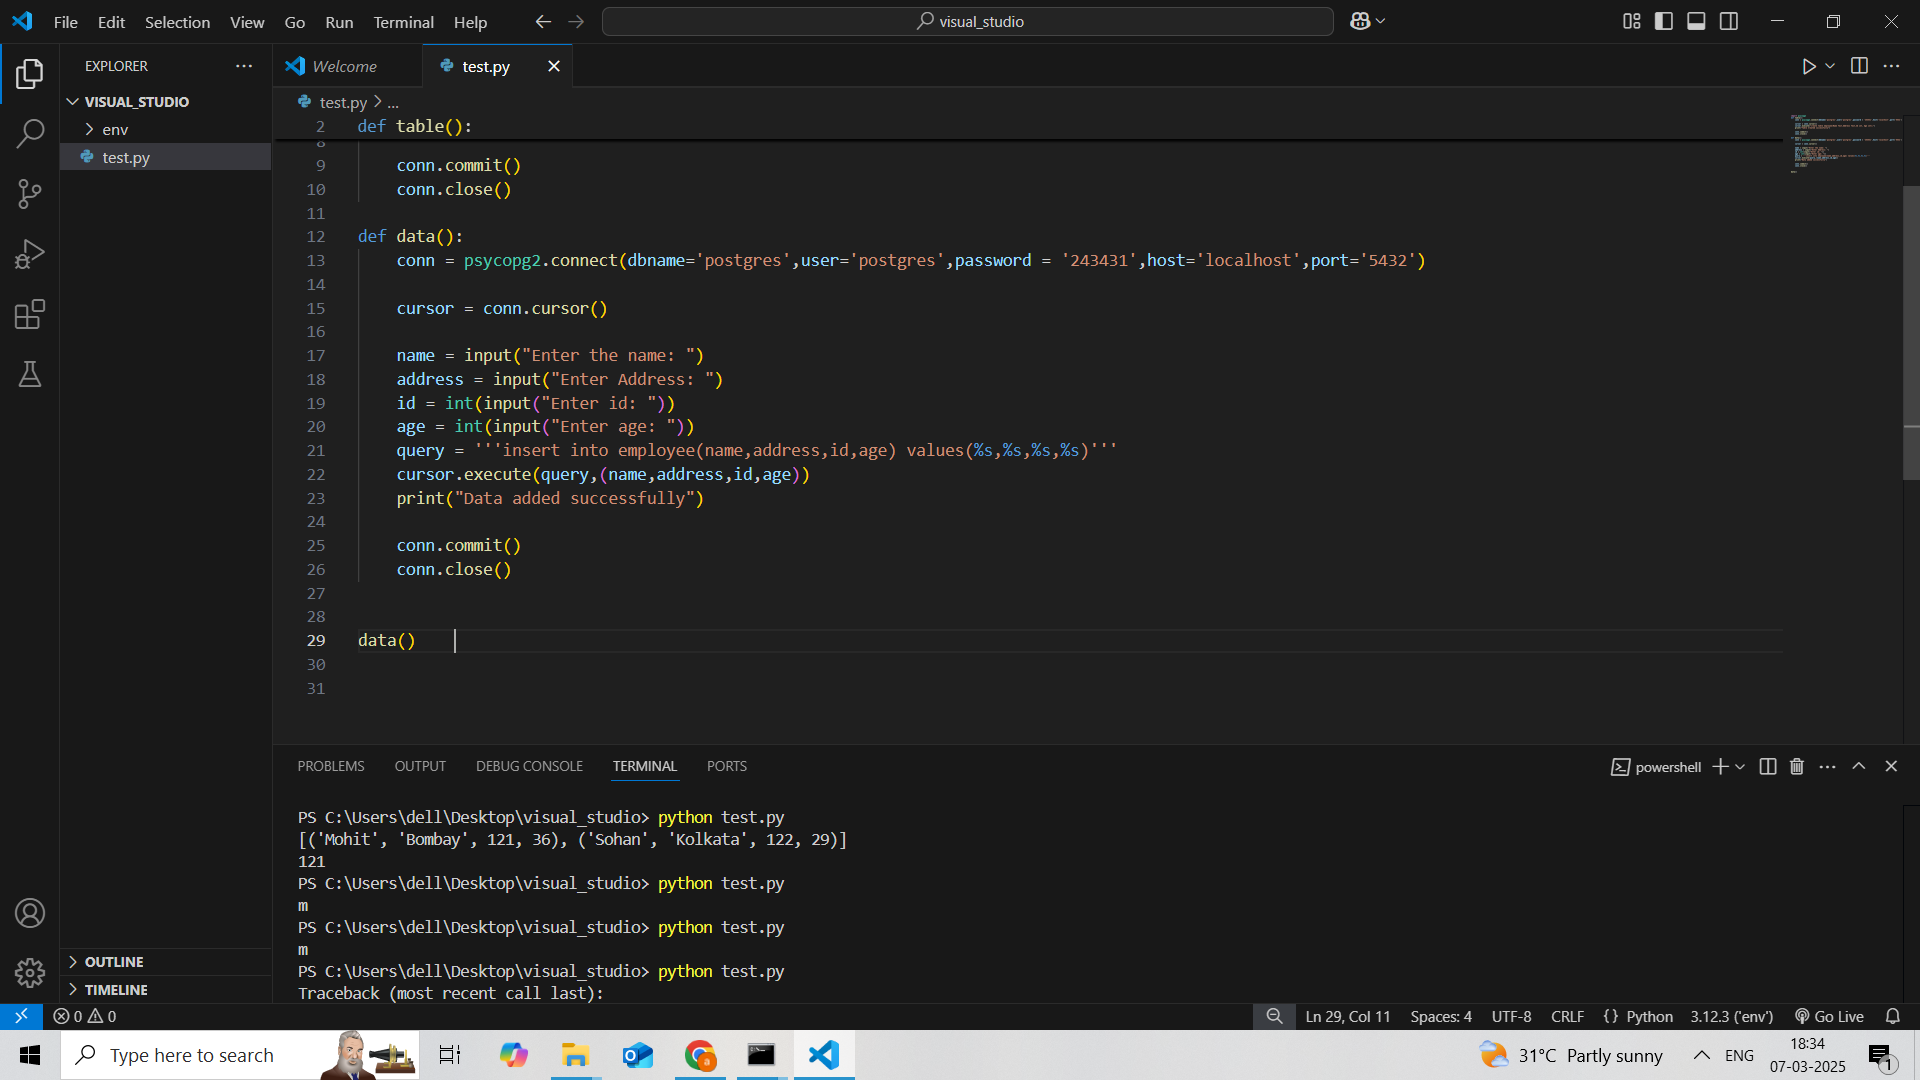 File Edit Selection View Go Run Terminal Help
visual_studio
EXPLORER
VISUAL_STUDIO
env
test.py
OUTLINE
TIMELINE
Welcome
test.py
test.py > ...
2 def table():
8
9 conn.commit()
10 conn.close()
11
12 def data():
13 conn = psycopg2.connect(dbname='postgres',user='postgres',password = '243431',host='localhost',port='5432')
14
15 cursor = conn.cursor()
16
17 name = input("Enter the name: ")
18 address = input("Enter Address: ")
19 id = int(input("Enter id: "))
20 age = int(input("Enter age: "))
21 query = '''insert into employee(name,address,id,age) values(%s,%s,%s,%s)'''
22 cursor.execute(query,(name,address,id,age))
23 print("Data added successfully")
24
25 conn.commit()
26 conn.close()
27
28
29 data()
30
31
PROBLEMS OUTPUT DEBUG CONSOLE TERMINAL PORTS
powershell
PS C:\Users\dell\Desktop\visual_studio> python test.py
[('Mohit', 'Bombay', 121, 36), ('Sohan', 'Kolkata', 122, 29)]
121
PS C:\Users\dell\Desktop\visual_studio> python test.py
m
PS C:\Users\dell\Desktop\visual_studio> python test.py
m
PS C:\Users\dell\Desktop\visual_studio> python test.py
Traceback (most recent call last):
0 0
Ln 29, Col 11 Spaces: 4 UTF-8 CRLF {} Python 3.12.3 ('env') Go Live
Type here to search
31°C Partly sunny
ENG
18:34
07-03-2025
1